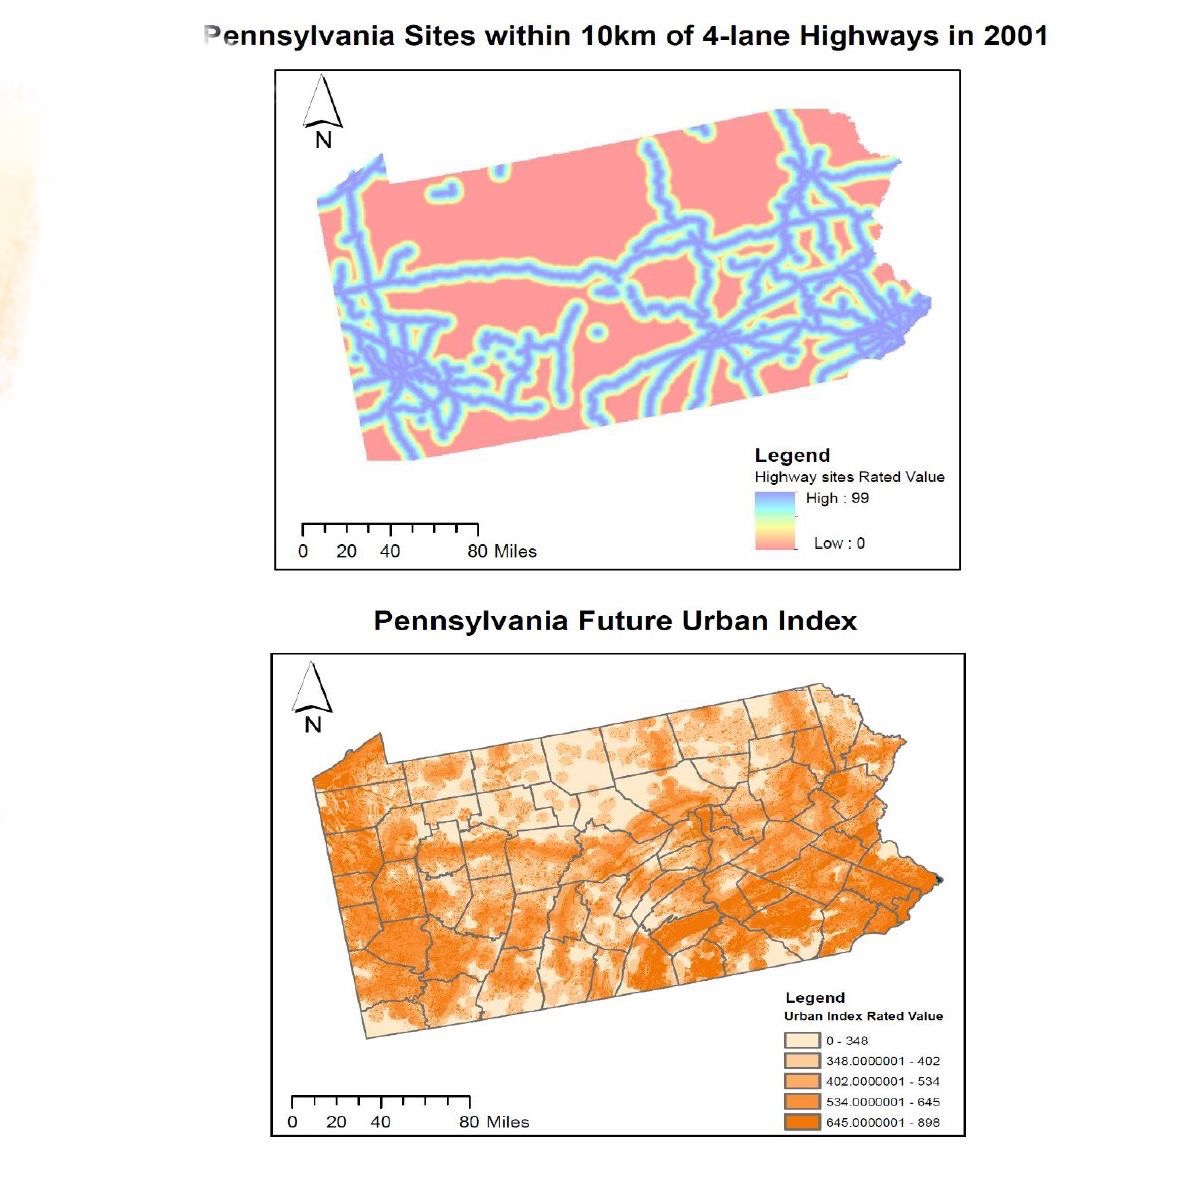 Pennsylvania Sites within 10km of 4-lane Highways in 2001
N
Legend
Highway sites Rated Value
High : 99
Low : 0
0 20 40 80 Miles
Pennsylvania Future Urban Index
N
Legend
Urban Index Rated Value
0 - 348
348.0000001 - 402
402.0000001 - 534
534.0000001 - 645
645.0000001 - 898
0 20 40 80 Miles